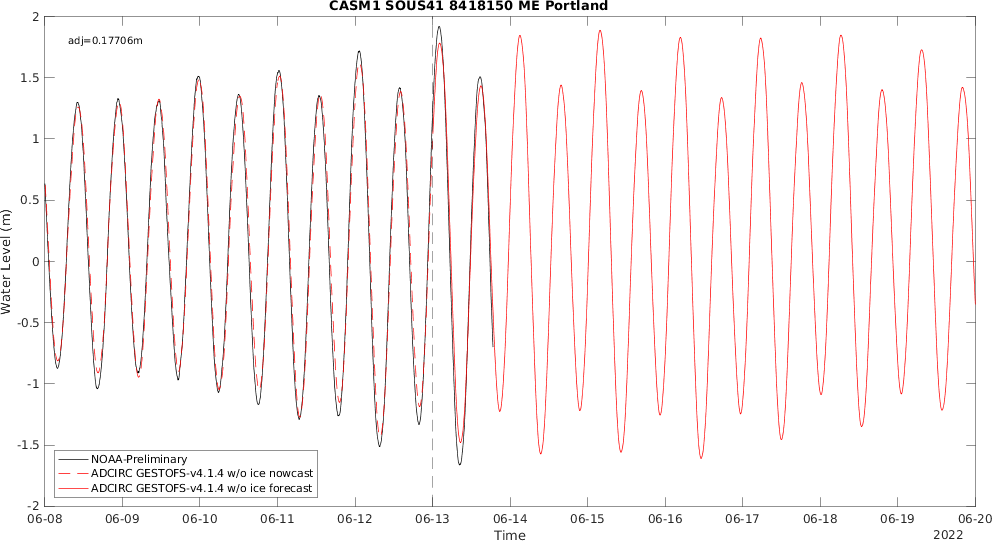 CASM1 SOUS41 8418150 ME Portland
adj=0.17706m
2
1.5
1
0.5
0
-0.5
-1
-1.5
-2
Water Level (m)
NOAA-Preliminary
ADCIRC GESTOFS-v4.1.4 w/o ice nowcast
ADCIRC GESTOFS-v4.1.4 w/o ice forecast
06-08 06-09 06-10 06-11 06-12 06-13 06-14 06-15 06-16 06-17 06-18 06-19 06-20
Time
2022